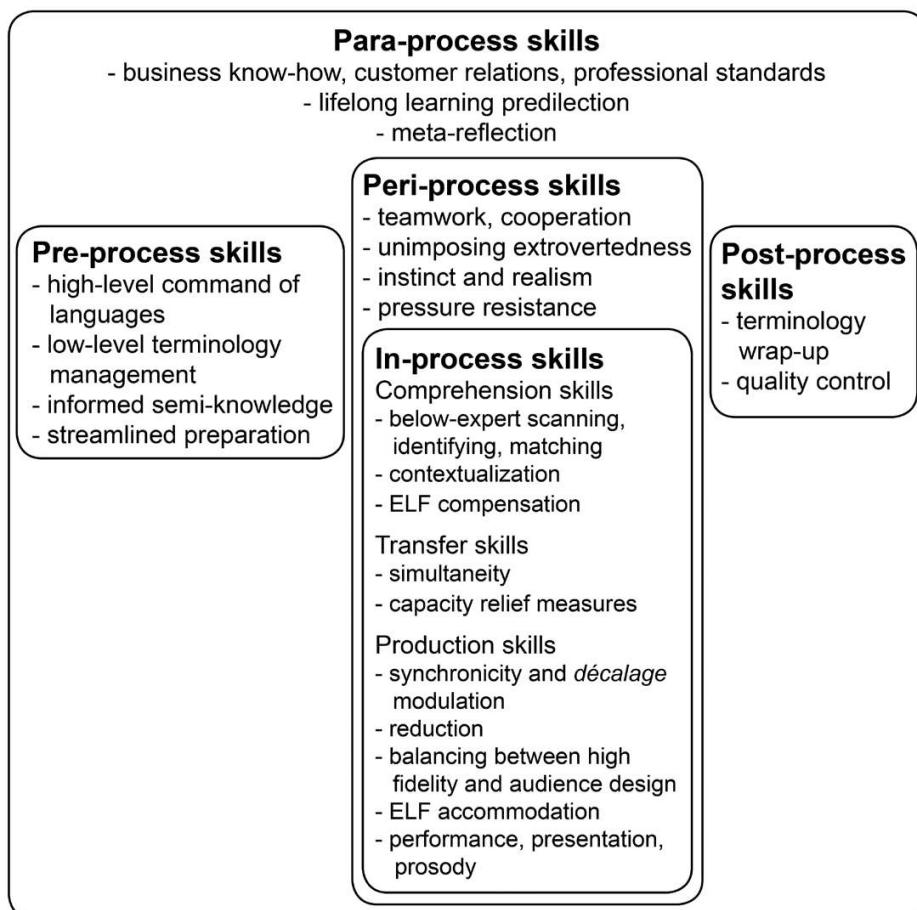 Para-process skills
- business know-how, customer relations, professional standards
- lifelong learning predilection
- meta-reflection
Pre-process skills
- high-level command of
languages
- low-level terminology
management
- informed semi-knowledge
- streamlined preparation
Peri-process skills
- teamwork, cooperation
- unimposing extrovertedness
- instinct and realism
- pressure resistance
In-process skills
Comprehension skills
- below-expert scanning,
identifying, matching
- contextualization
- ELF compensation
Transfer skills
- simultaneity
- capacity relief measures
Production skills
- synchronicity and décalage
modulation
- reduction
- balancing between high
fidelity and audience design
- ELF accommodation
- performance, presentation,
prosody
Post-process
skills
- terminology
wrap-up
- quality control